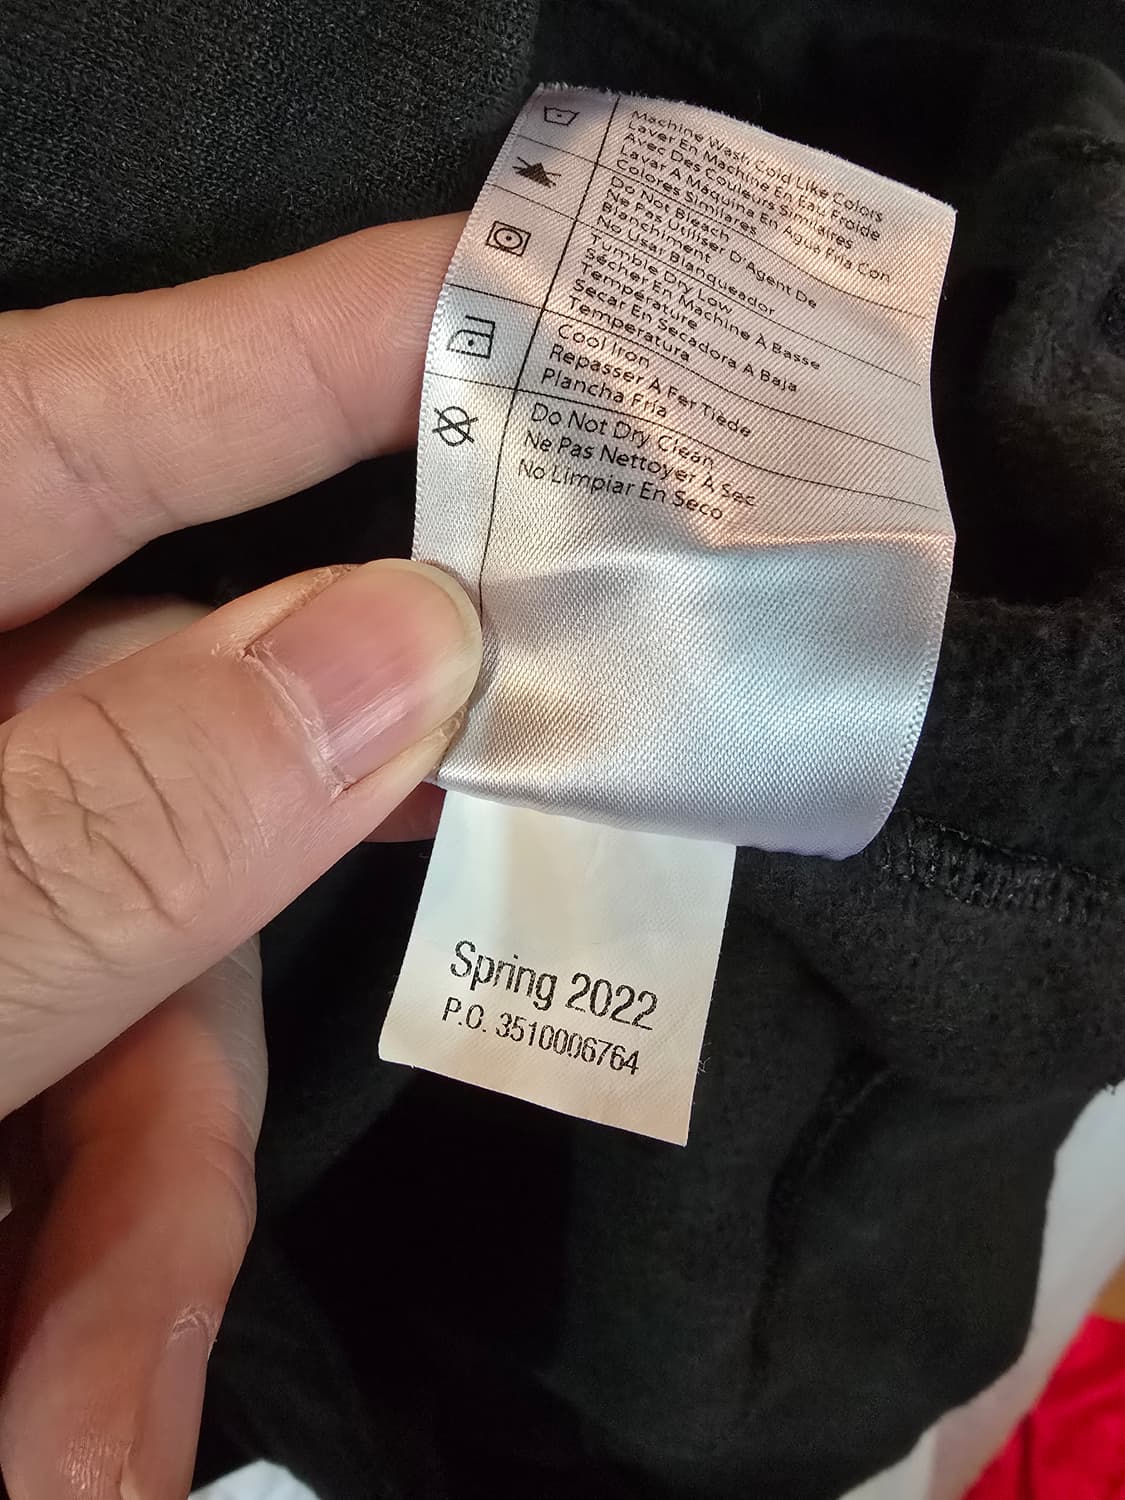 Machine Wash Cold Like Colors
Laver En Machine En Eau Froide
Avec Des Couleurs Similaires
Lavar A Maquina En Agua Fria Con
Colores Similares
Do Not Bleach
Ne Pas Utiliser D'Agent De
Blanchiment
No Usar Blanqueador
Tumble Dry Low
Sécher En Machine À Basse
Température
Secar En Secadora A Baja
Temperatura
Cool Iron
Repasser À Fer Tiède
Plancha Fria
Do Not Dry Clean
Ne Pas Nettoyer À Sec
No Limpiar En Seco
Spring 2022
P.O. 3510006764